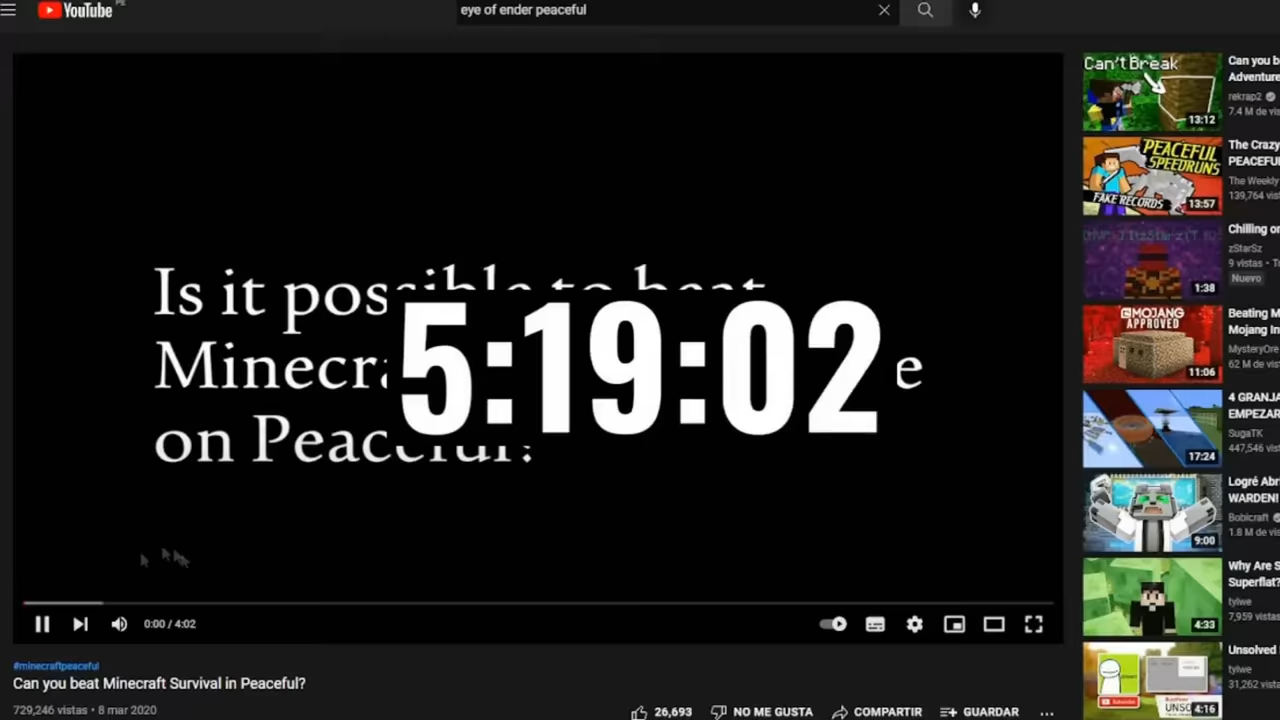 YouTube PE
eye of ender peaceful
Is it possible to beat
Minecra e
on Peaceful?
5:19:02
0:00 / 4:02
#minecraftpeaceful
Can you beat Minecraft Survival in Peaceful?
729,246 vistas • 8 mar 2020
26,693
NO ME GUSTA
COMPARTIR
GUARDAR
Can't Break
13:12
Can you b
Adventure
rekrap2
7.4 M de vis
PEACEFUL
SPEEDRUNS
FAKE RECORDS
13:57
The Crazy
PEACEFU
The Weekly
139,764 vist
1:38
Chilling on
zStarSz
9 vistas • Tr
Nuevo
MOJANG
APPROVED
11:06
Beating M
Mojang In
MysteryOre
62 M de vis
17:24
4 GRANJA
EMPEZAR
SugaTK
447,546 vis
9:00
Logré Abri
WARDEN!
Bobicraft
1.8 M de vis
4:33
Why Are S
Superflat?
tylwe
7,959 vistas
4:16
Unsolved
tylwe
31,262 vista